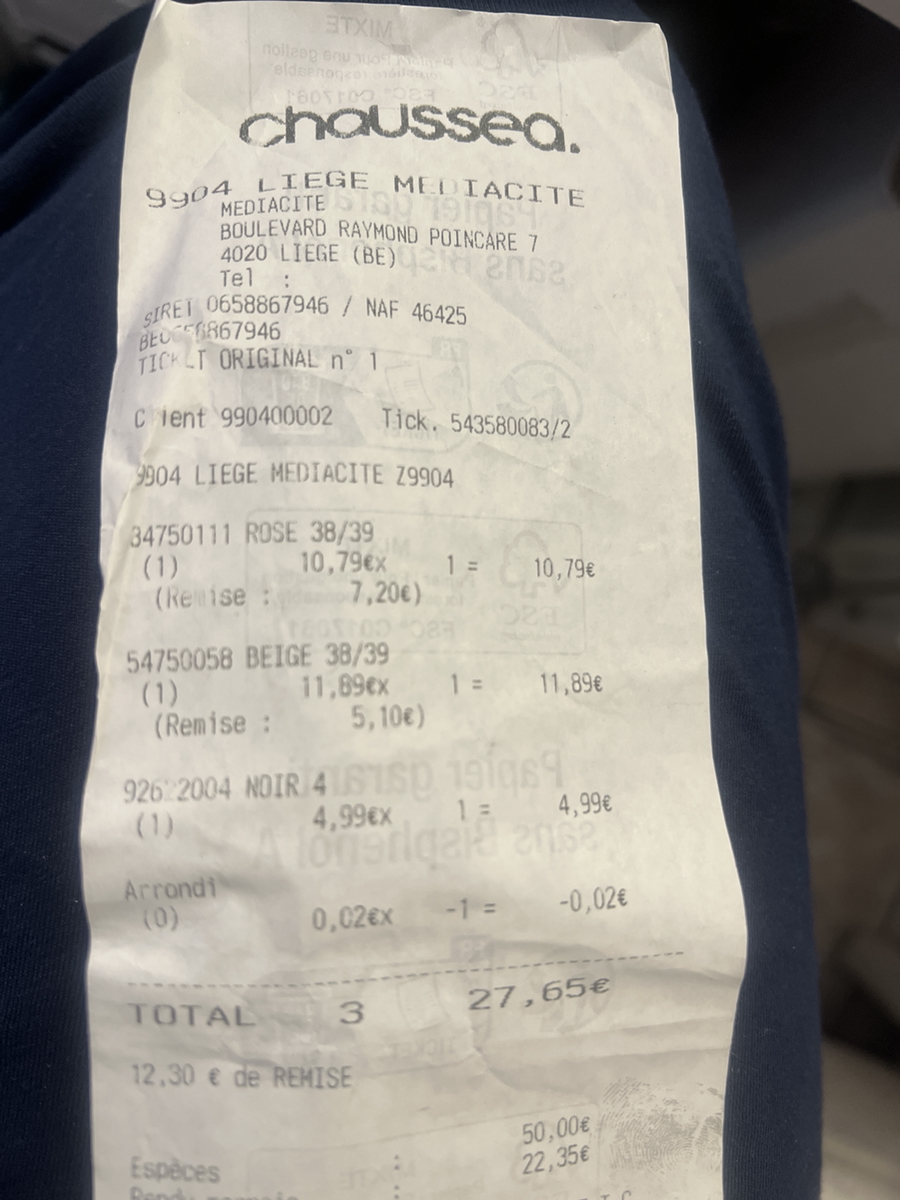 chaussea.
9904 LIEGE MEDIACITE
MEDIACITE
BOULEVARD RAYMOND POINCARE 7
4020 LIEGE (BE)
Tel :
SIRET 0658867946 / NAF 46425
TICKET ORIGINAL n° 1
Client 990400002 Tick. 543580083/2
9904 LIEGE MEDIACITE Z9904
34750111 ROSE 38/39
(1) 10,79€x 1 = 10,79€
(Remise : 7,20€)
54750058 BEIGE 38/39
(1) 11,89€x 1 = 11,89€
(Remise : 5,10€)
NOIR 4
(1) 4,99€x 1 = 4,99€
Arrondi
(0) 0,02€x -1 = -0,02€
TOTAL 3 27,65€
12,30 € de REMISE
Espèces : 50,00€
: 22,35€